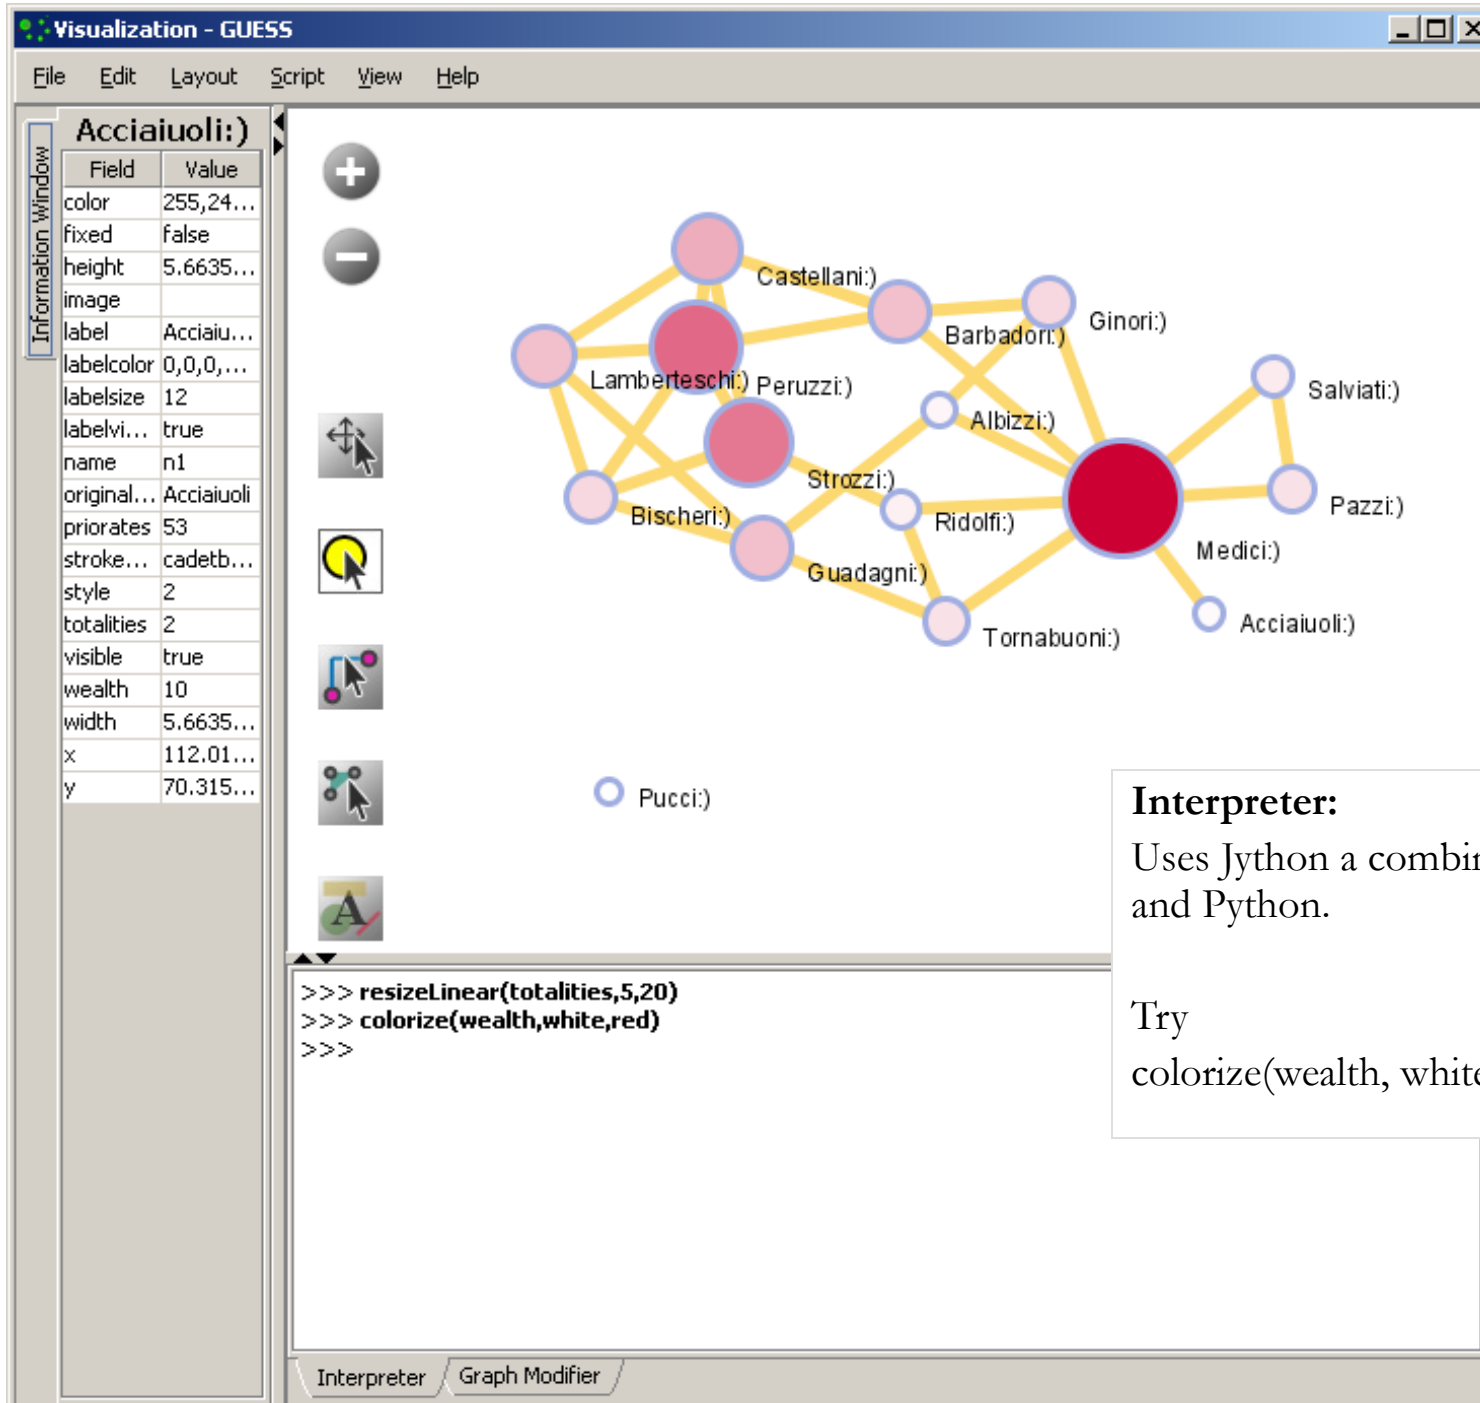 Visualization - GUESS
File Edit Layout Script View Help
Information Window
Acciaiuoli:)
Field Value
color 255,24...
fixed false
height 5.6635...
image
label Acciaiu...
labelcolor 0,0,0,...
labelsize 12
labelvi... true
name n1
original... Acciaiuoli
priorates 53
stroke... cadetb...
style 2
totalities 2
visible true
wealth 10
width 5.6635...
x 112.01...
y 70.315...
Castellani:)
Barbadori:)
Ginori:)
Lamberteschi:)
Peruzzi:)
Albizzi:)
Salviati:)
Strozzi:)
Bischeri:)
Ridolfi:)
Pazzi:)
Medici:)
Guadagni:)
Tornabuoni:)
Acciaiuoli:)
Pucci:)
A
Interpreter:
Uses Jython a combin
and Python.
Try
colorize(wealth, white
>>> resizeLinear(totalities,5,20)
>>> colorize(wealth,white,red)
>>>
Interpreter Graph Modifier